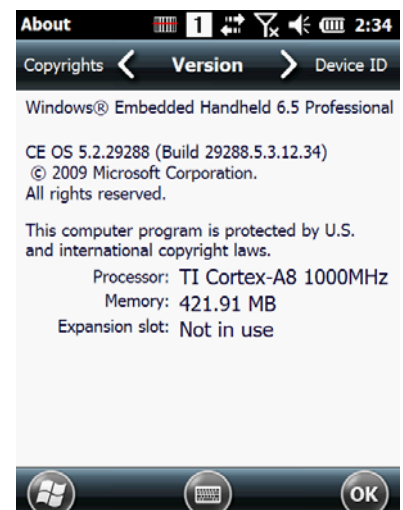 About 1 2:34
Copyrights Version Device ID
Windows® Embedded Handheld 6.5 Professional
CE OS 5.2.29288 (Build 29288.5.3.12.34)
© 2009 Microsoft Corporation.
All rights reserved.
This computer program is protected by U.S.
and international copyright laws.
Processor: TI Cortex-A8 1000MHz
Memory: 421.91 MB
Expansion slot: Not in use
OK